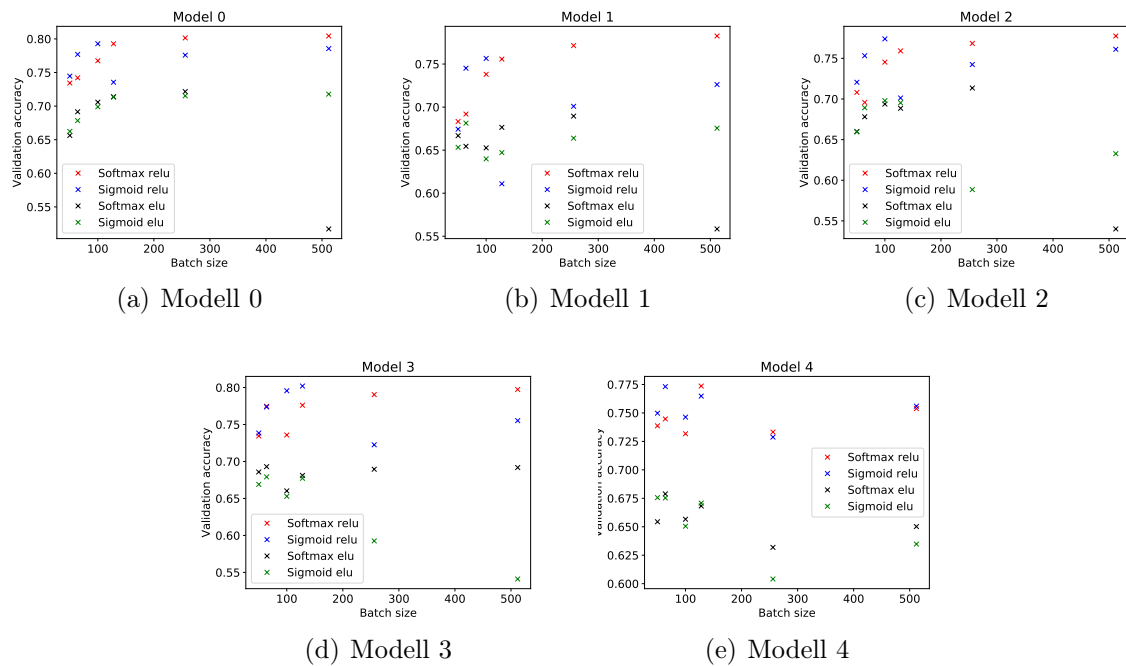 Model 0
Validation accuracy
0.80
0.75
0.70
0.65
0.60
0.55
Softmax relu
Sigmoid relu
Softmax elu
Sigmoid elu
100 200 300 400 500
Batch size
(a) Modell 0
Model 1
Validation accuracy
0.75
0.70
0.65
0.60
0.55
Softmax relu
Sigmoid relu
Softmax elu
Sigmoid elu
100 200 300 400 500
Batch size
(b) Modell 1
Model 2
Validation accuracy
0.75
0.70
0.65
0.60
0.55
Softmax relu
Sigmoid relu
Softmax elu
Sigmoid elu
100 200 300 400 500
Batch size
(c) Modell 2
Model 3
Validation accuracy
0.80
0.75
0.70
0.65
0.60
0.55
Softmax relu
Sigmoid relu
Softmax elu
Sigmoid elu
100 200 300 400 500
Batch size
(d) Modell 3
Model 4
Validation accuracy
0.775
0.750
0.725
0.700
0.675
0.650
0.625
0.600
Softmax relu
Sigmoid relu
Softmax elu
Sigmoid elu
100 200 300 400 500
Batch size
(e) Modell 4